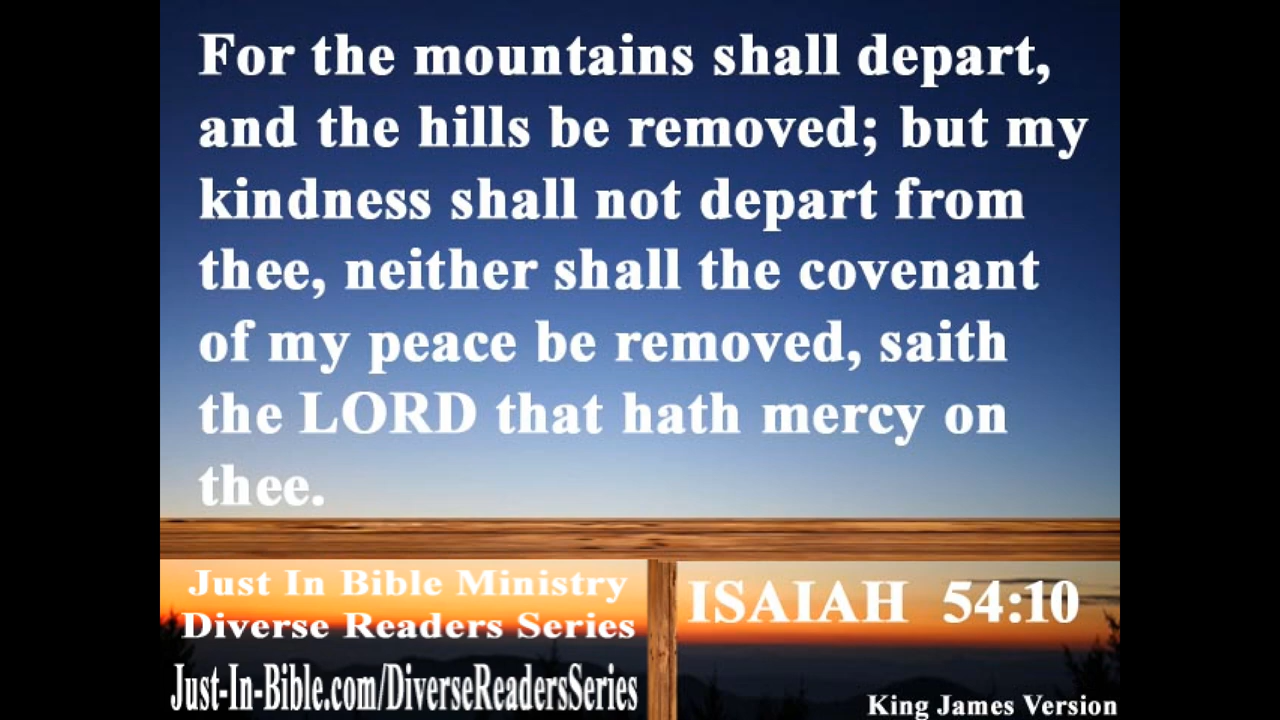 For the mountains shall depart,
and the hills be removed; but my
kindness shall not depart from
thee, neither shall the covenant
of my peace be removed, saith
the LORD that hath mercy on
thee.
Just In Bible Ministry
Diverse Readers Series
Just-In-Bible.com/DiverseReadersSeries
ISAIAH 54:10
King James Version